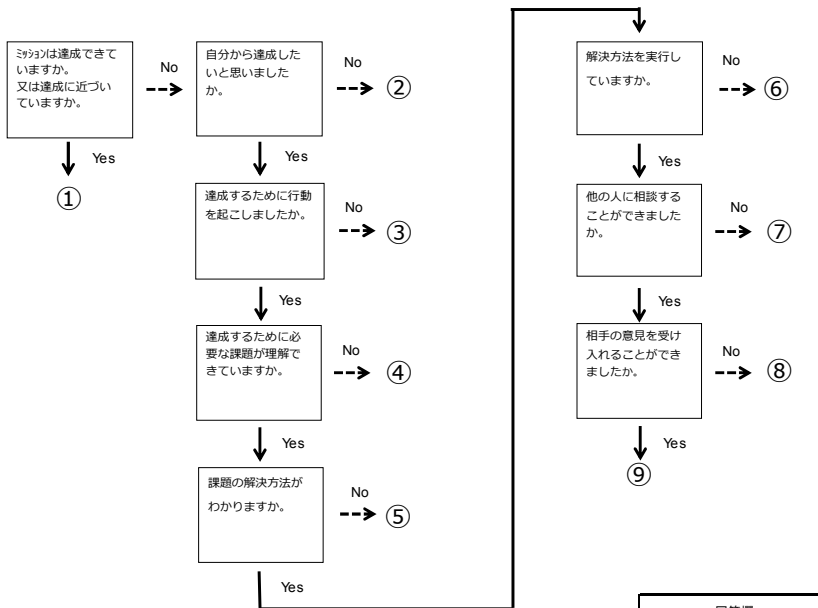 ﾐｯｼｮﾝは達成できて
いますか。
又は達成に近づい
ていますか。
No
Yes
①
自分から達成した
いと思いました
か。
No
②
Yes
達成するために行動
を起こしましたか。
No
③
Yes
達成するために必
要な課題が理解で
きていますか。
No
④
Yes
課題の解決方法が
わかりますか。
No
⑤
Yes
解決方法を実行し
ていますか。
No
⑥
Yes
他の人に相談する
ことができました
か。
No
⑦
Yes
相手の意見を受け
入れることができ
ましたか。
No
⑧
Yes
⑨